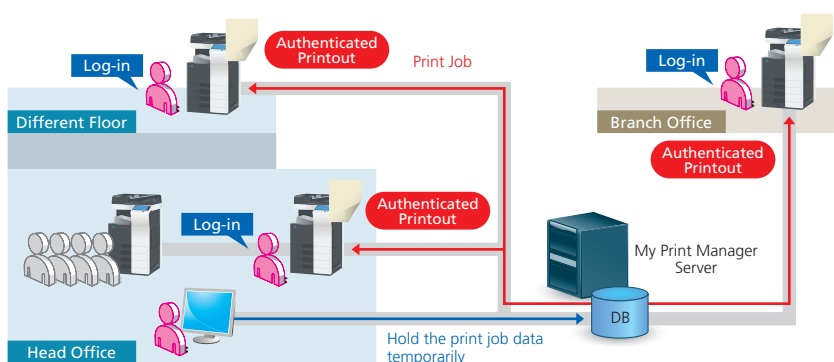 Log-in
Authenticated
Printout
Print Job
Different Floor
Log-in
Branch Office
Authenticated
Printout
Log-in
Authenticated
Printout
My Print Manager
Server
DB
Hold the print job data
temporarily
Head Office